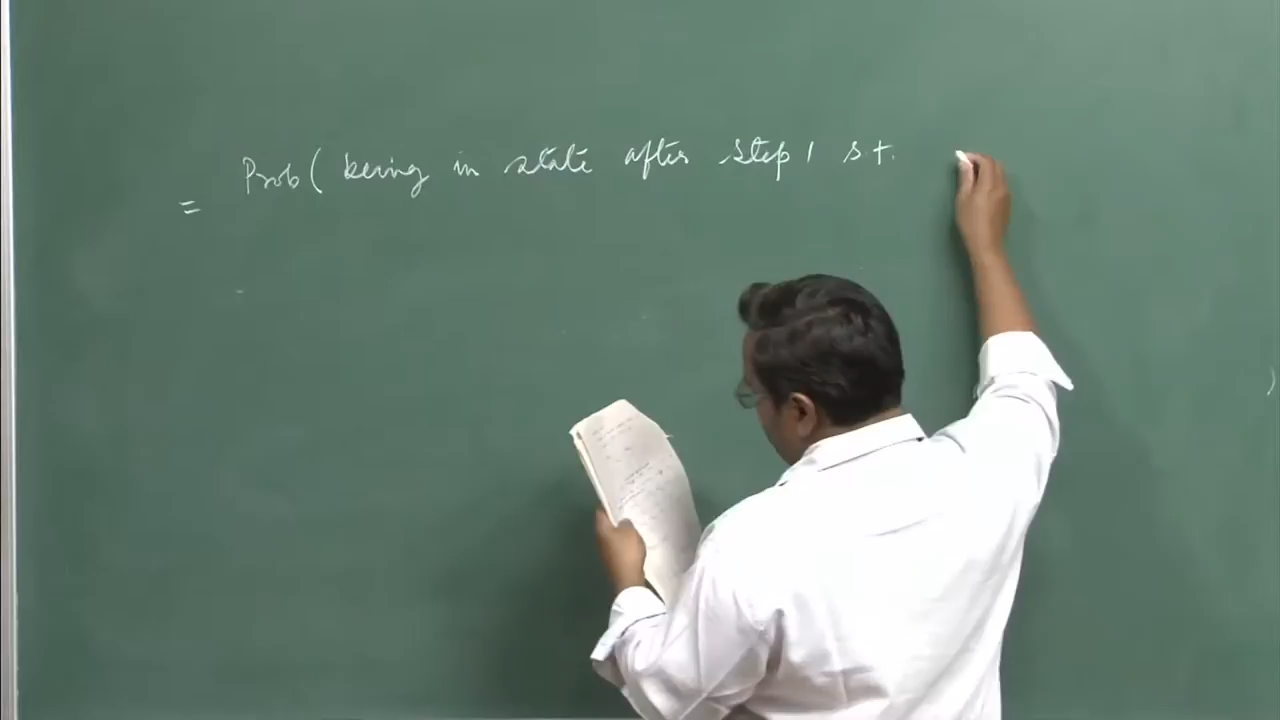 Prob( being in state after step 1 s t.
=
)